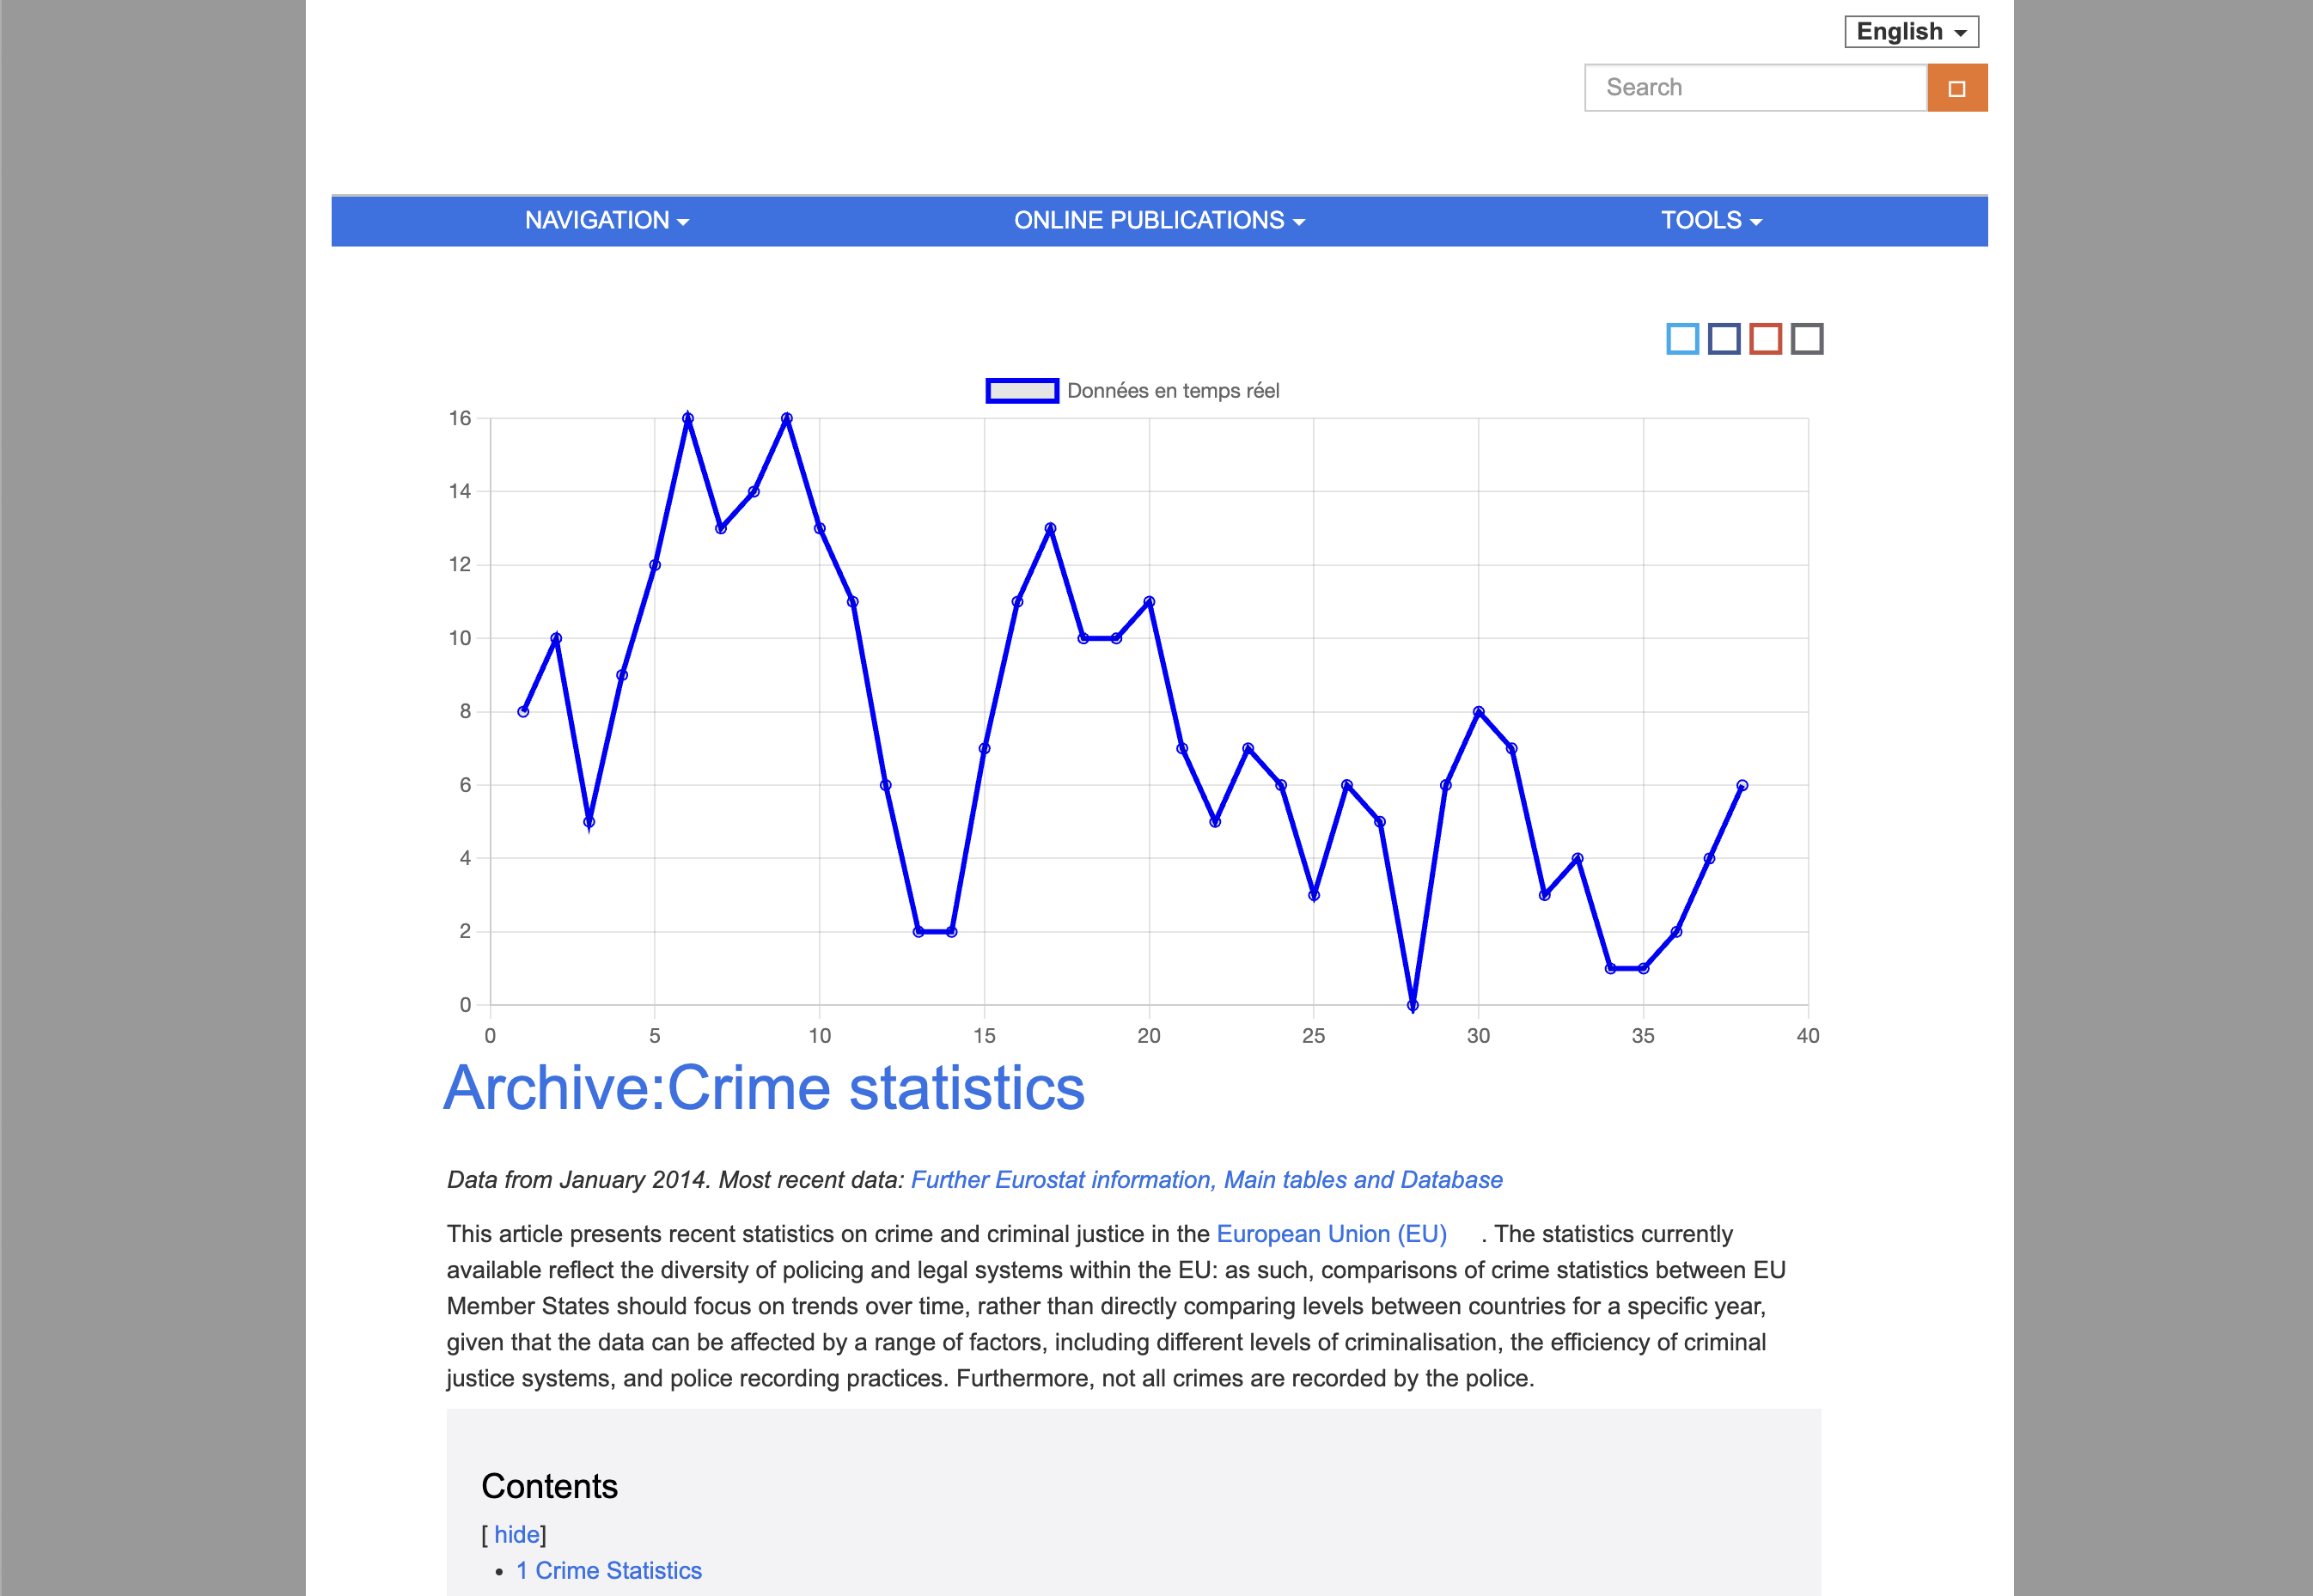 English
Search
NAVIGATION ONLINE PUBLICATIONS TOOLS
Données en temps réel
16
14
12
10
8
6
4
2
0
0 5 10 15 20 25 30 35 40
Archive:Crime statistics
Data from January 2014. Most recent data: Further Eurostat information, Main tables and Database
This article presents recent statistics on crime and criminal justice in the European Union (EU) . The statistics currently
available reflect the diversity of policing and legal systems within the EU: as such, comparisons of crime statistics between EU
Member States should focus on trends over time, rather than directly comparing levels between countries for a specific year,
given that the data can be affected by a range of factors, including different levels of criminalisation, the efficiency of criminal
justice systems, and police recording practices. Furthermore, not all crimes are recorded by the police.
Contents
[ hide]
• 1 Crime Statistics